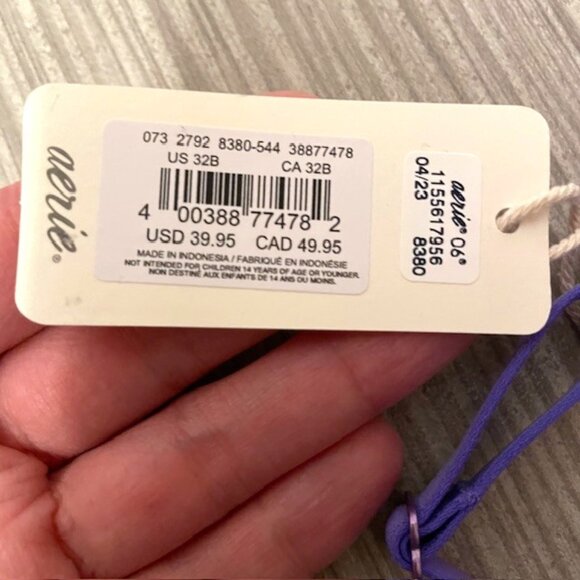 aerie®
073 2792 8380-544 38877478
US 32B CA 32B
4 00388 77478 2
USD 39.95 CAD 49.95
MADE IN INDONESIA / FABRIQUÉ EN INDONÉSIE
NOT INTENDED FOR CHILDREN 14 YEARS OF AGE OR YOUNGER.
NON DESTINÉ AUX ENFANTS DE 14 ANS OU MOINS.
aerie® 06®
1155617956
04/23 8380